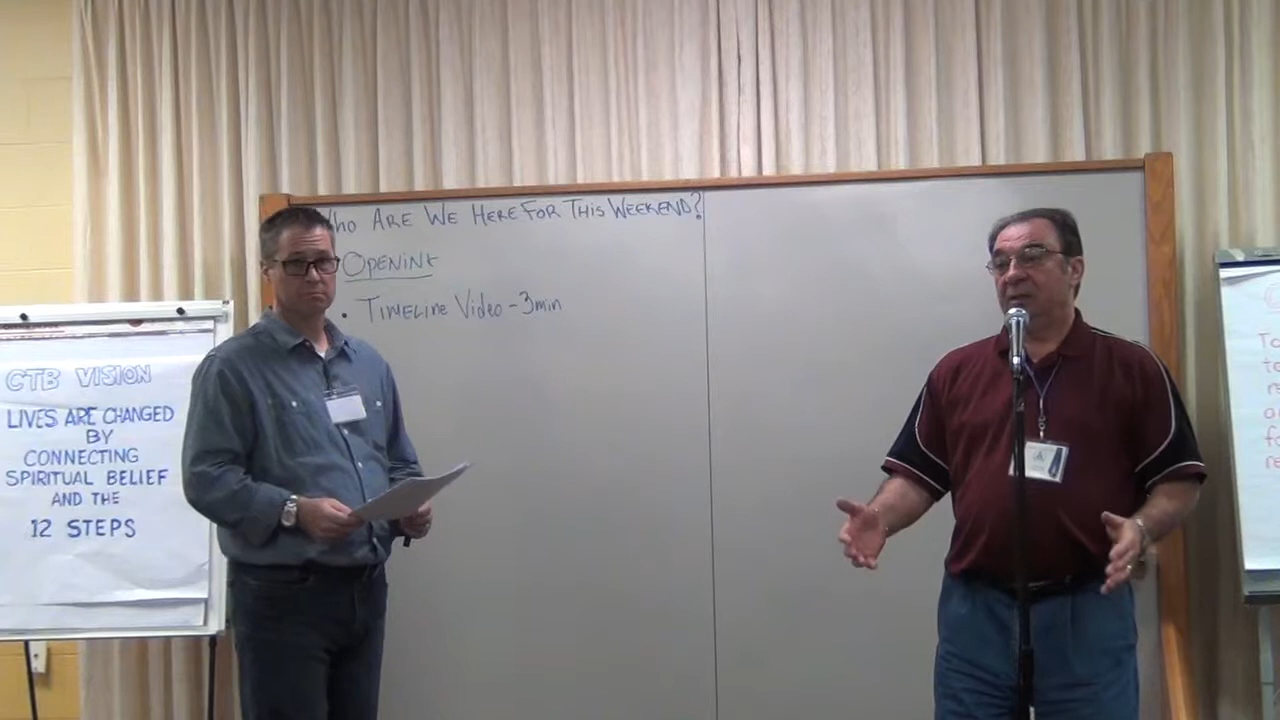 CTB VISION
LIVES ARE CHANGED
BY
CONNECTING
SPIRITUAL BELIEF
AND THE
12 STEPS
ARE WE HERE FOR THIS WEEKEND?
OPENING
• TIMELINE VIDEO - 3min